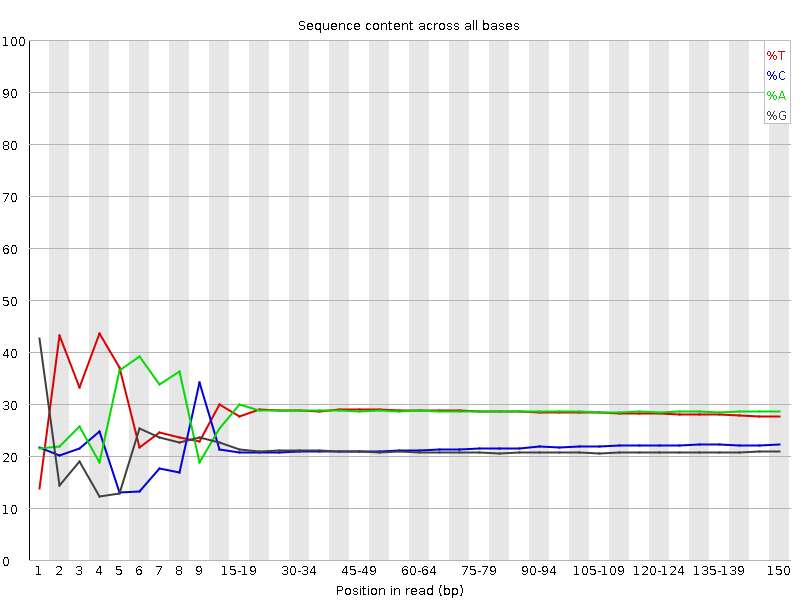 Sequence content across all bases
100
90
80
70
60
50
40
30
20
10
0
%T
%C
%A
%G
1 2 3 4 5 6 7 8 9 15-19 30-34 45-49 60-64 75-79 90-94 105-109 120-124 135-139 150
Position in read (bp)